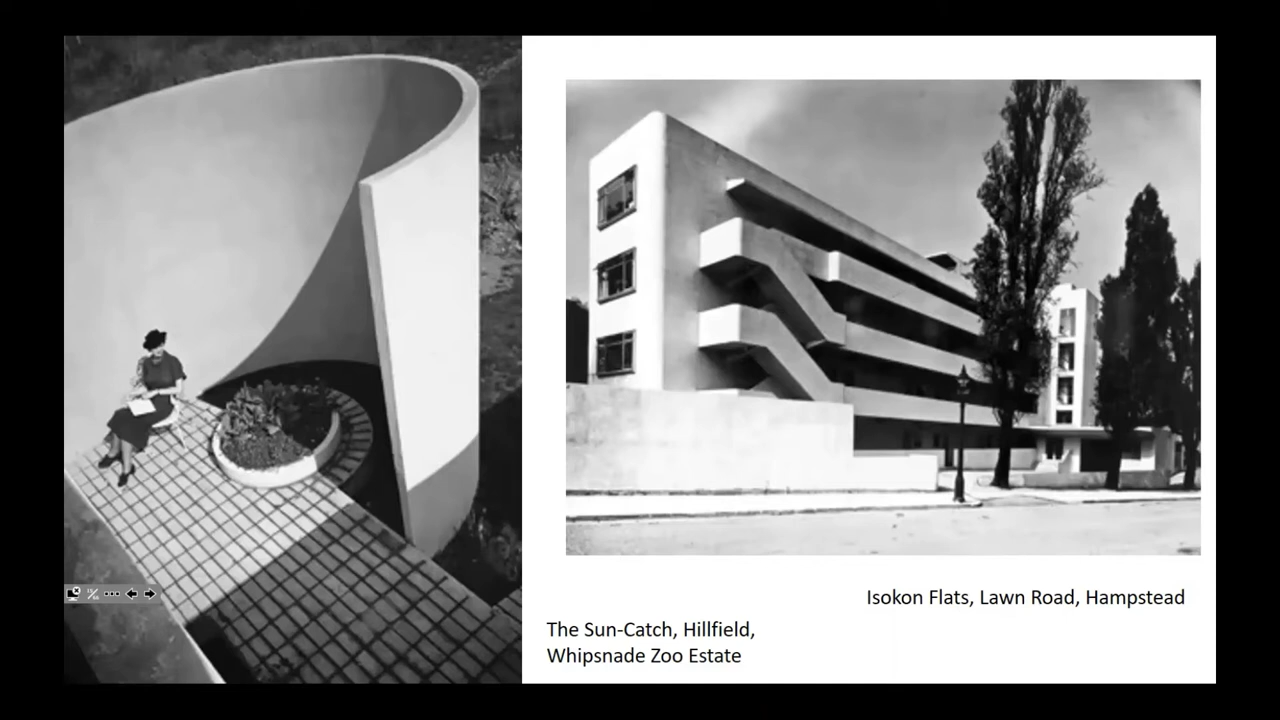 Isokon Flats, Lawn Road, Hampstead
The Sun-Catch, Hillfield,
Whipsnade Zoo Estate